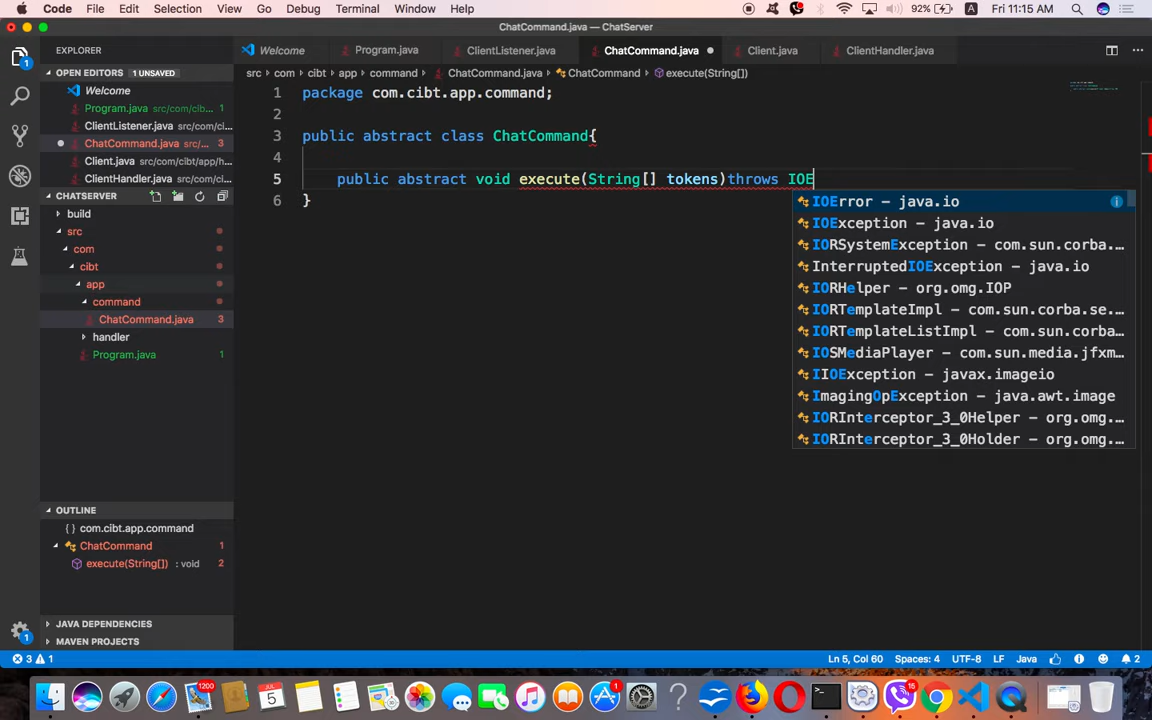 Code File Edit Selection View Go Debug Terminal Window Help 92% Fri 11:15 AM
ChatCommand.java — ChatServer
EXPLORER
Welcome Program.java ClientListener.java ChatCommand.java Client.java ClientHandler.java
src com cibt app command ChatCommand.java ChatCommand execute(String[])
OPEN EDITORS 1 UNSAVED
Welcome
Program.java src/com/cib... 1
ClientListener.java src/com/ci...
ChatCommand.java src/... 3
Client.java src/com/cibt/app/h...
ClientHandler.java src/com/ci...
CHATSERVER
build
src
com
cibt
app
command
ChatCommand.java 3
handler
Program.java 1
1 package com.cibt.app.command;
2
3 public abstract class ChatCommand{
4
5 public abstract void execute(String[] tokens)throws IOE
6 }
IOError – java.io
IOException – java.io
IORSystemException – com.sun.corba....
InterruptedIOException – java.io
IORHelper – org.omg.IOP
IORTemplateImpl – com.sun.corba.se....
IORTemplateListImpl – com.sun.corba...
IOSMediaPlayer – com.sun.media.jfxm...
IIOException – javax.imageio
ImagingOpException – java.awt.image
IORInterceptor_3_0Helper – org.omg....
IORInterceptor_3_0Holder – org.omg....
OUTLINE
{} com.cibt.app.command
ChatCommand 1
execute(String[]) : void 2
JAVA DEPENDENCIES
MAVEN PROJECTS
3 1 Ln 5, Col 60 Spaces: 4 UTF-8 LF Java 2